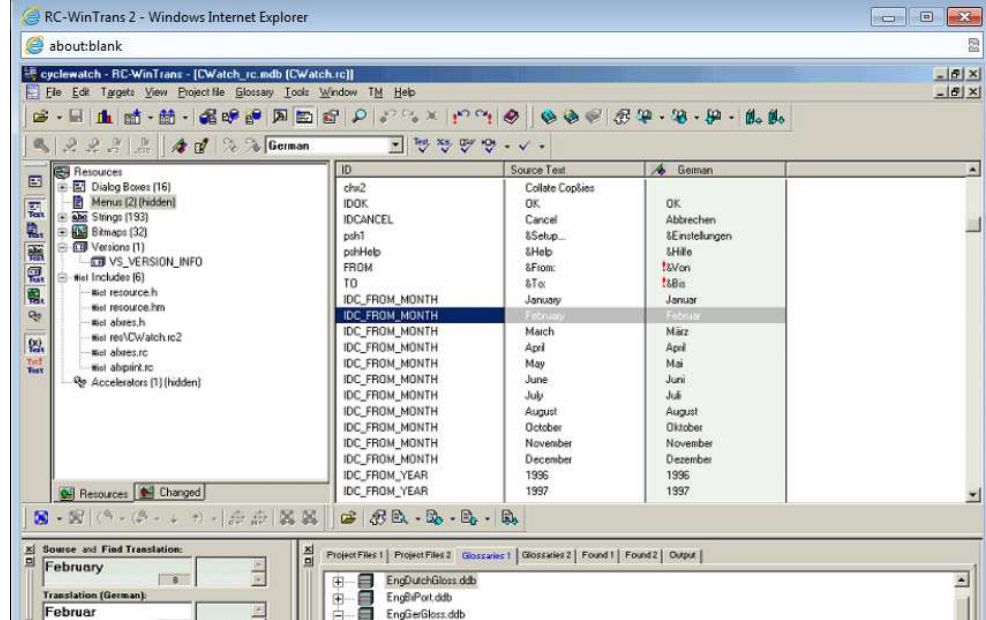 RC-WinTrans 2 - Windows Internet Explorer
about:blank
cyclewatch - RC-WinTrans - [CWatch_rc.mdb (CWatch.rc)]
File Edit Targets View Project file Glossary Tools Window TM Help
German
Resources
Dialog Boxes (16)
Menus (2) (hidden)
Strings (193)
Bitmaps (32)
Versions (1)
VS_VERSION_INFO
Includes (6)
resource.h
resource.hm
abxres.h
res\CWatch.rc2
abxres.rc
abxprint.rc
Accelerators (1) (hidden)
Resources Changed
ID Source Text German
chx2 Collate Cop&ies
IDOK OK OK
IDCANCEL Cancel Abbrechen
psh1 &Setup... &Einstellungen
pshHelp &Help &Hilfe
FROM &From: !&Von
TO &To: !&Bis
IDC_FROM_MONTH January Januar
IDC_FROM_MONTH February Februar
IDC_FROM_MONTH March März
IDC_FROM_MONTH April April
IDC_FROM_MONTH May Mai
IDC_FROM_MONTH June Juni
IDC_FROM_MONTH July Juli
IDC_FROM_MONTH August August
IDC_FROM_MONTH October Oktober
IDC_FROM_MONTH November November
IDC_FROM_MONTH December Dezember
IDC_FROM_YEAR 1996 1996
IDC_FROM_YEAR 1997 1997
Source and Find Translation:
February
8
Translation (German):
Februar
Project Files 1 Project Files 2 Glossaries 1 Glossaries 2 Found 1 Found 2 Output
EngDutchGloss.ddb
EngBrPort.ddb
EngGerGloss.ddb